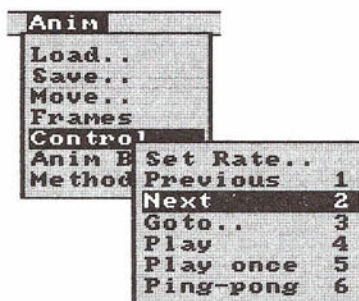 Anim
Load..
Save..
Move..
Frames
Control
Anim B
Method
Set Rate..
Previous 1
Next 2
Goto.. 3
Play 4
Play once 5
Ping-pong 6